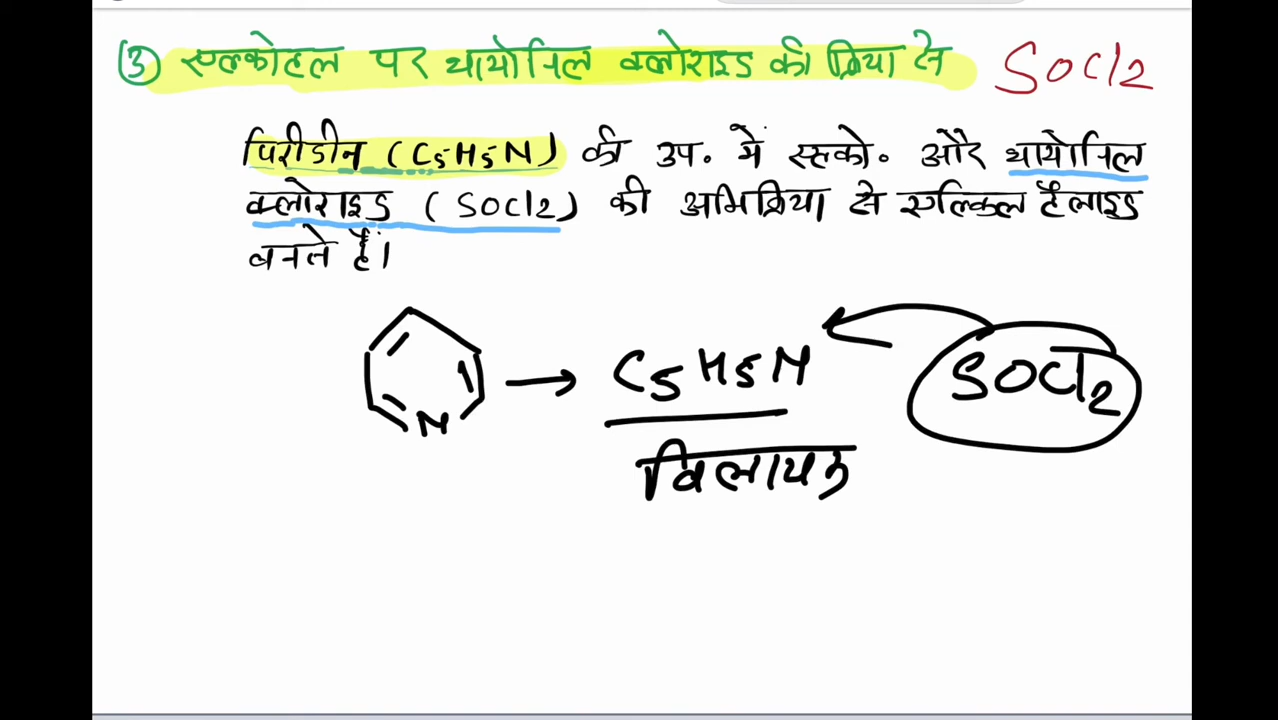 ③ एल्कोहल पर थायोनिल क्लोराइड की क्रिया से SOCl2
पिरीडीन (C5H5N) की उप. में एल्को. और थायोनिल
क्लोराइड (SOCl2) की अभिक्रिया से एल्किल हैलाइड
बनते हैं।
N → C5H5N SOCl2
विलायक